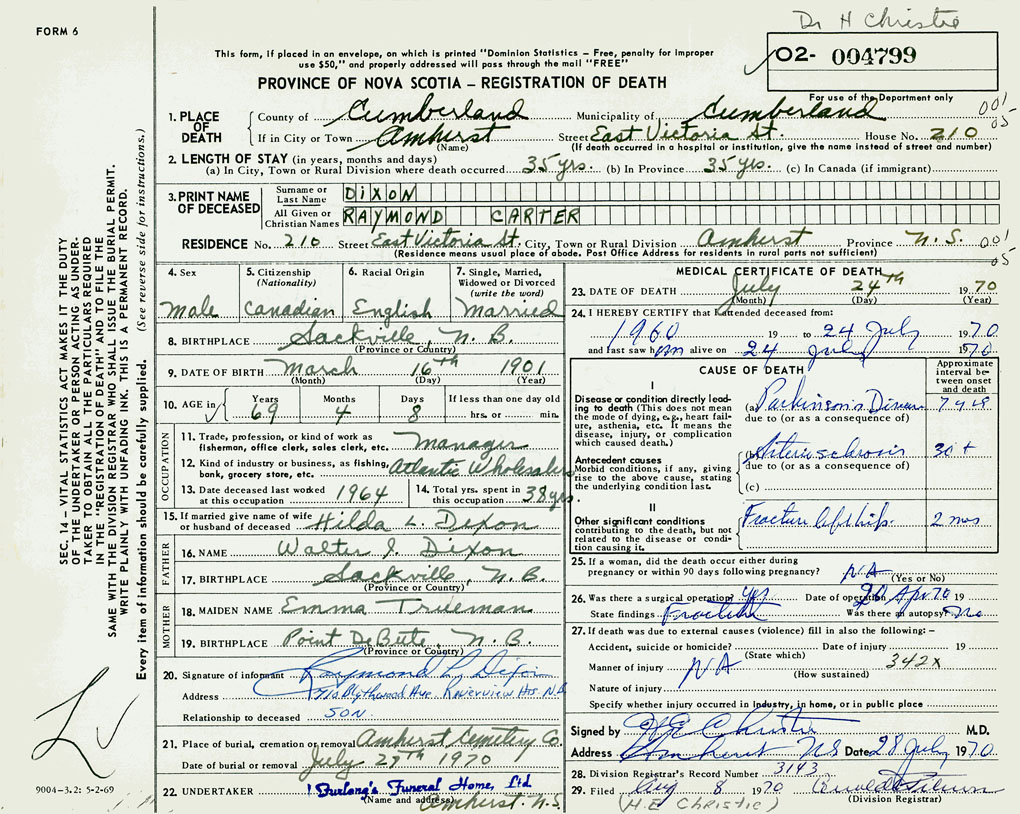 Dr H Christie
FORM 6
02- 004799
This form, if placed in an envelope, on which is printed "Dominion Statistics – Free, penalty for improper
use $50," and properly addressed will pass through the mail "FREE"
PROVINCE OF NOVA SCOTIA – REGISTRATION OF DEATH
For use of the Department only
001
05
1. PLACE OF DEATH County of Cumberland Municipality of Cumberland
If in City or Town Amherst Street East Victoria St. House No. 210
(Name) (If death occurred in a hospital or institution, give the name instead of street and number)
2. LENGTH OF STAY (in years, months and days)
(a) In City, Town or Rural Division where death occurred 35 yrs. (b) In Province 35 yrs. (c) In Canada (if immigrant)
3. PRINT NAME OF DECEASED Surname or Last Name DIXON
All Given or Christian Names RAYMOND CARTER
RESIDENCE No. 210 Street East Victoria St. City, Town or Rural Division Amherst Province N.S. 001
05
(Residence means usual place of abode. Post Office Address for residents in rural parts not sufficient)
SEC. 14 – VITAL STATISTICS ACT MAKES IT THE DUTY
OF THE UNDERTAKER OR PERSON ACTING AS UNDER-
TAKER TO OBTAIN ALL THE PARTICULARS REQUIRED
IN THE "REGISTRATION OF DEATH" AND TO FILE THE
SAME WITH THE DIVISION REGISTRAR WHO SHALL ISSUE THE BURIAL PERMIT.
WRITE PLAINLY WITH UNFADING INK. THIS IS A PERMANENT RECORD.
Every item of information should be carefully supplied. (See reverse side for instructions.)
4. Sex Male
5. Citizenship (Nationality) Canadian
6. Racial Origin English
7. Single, Married, Widowed or Divorced (write the word) Married
8. BIRTHPLACE Sackville, N.B.
(Province or Country)
9. DATE OF BIRTH March 16th 1901
(Month) (Day) (Year)
10. AGE in Years 69 Months 4 Days 8 If less than one day old hrs. or min.
OCCUPATION
11. Trade, profession, or kind of work as
fisherman, office clerk, sales clerk, etc. Manager
12. Kind of industry or business, as fishing,
bank, grocery store, etc. Atlantic Wholesalers
13. Date deceased last worked at this occupation 1964
14. Total yrs. spent in this occupation 38 yrs
15. If married give name of wife
or husband of deceased Hilda L. Dixon
FATHER
16. NAME Walter J. Dixon
17. BIRTHPLACE Sackville, N.B.
(Province or Country)
MOTHER
18. MAIDEN NAME Emma Trueman
19. BIRTHPLACE Point DeBute, N.B.
(Province or Country)
20. Signature of informant Raymond L. Dixon
Address Blythwood Ave. Riverview Hts. N.B.
Relationship to deceased SON.
21. Place of burial, cremation or removal Amherst Cemetery Co.
Date of burial or removal July 27th 1970
22. UNDERTAKER Furlong's Funeral Home, Ltd.
(Name and address) Amherst, N.S.
9004-3.2: 5-2-69
MEDICAL CERTIFICATE OF DEATH
23. DATE OF DEATH July 24th 1970
(Month) (Day) (Year)
24. I HEREBY CERTIFY that I attended deceased from:
1960 19 to 24 July 1970
and last saw him alive on 24 July 1970
CAUSE OF DEATH
Approximate interval between onset and death
I
Disease or condition directly leading to death (This does not mean the mode of dying, e.g., heart failure, asthenia, etc. It means the disease, injury, or complication which caused death.)
(a) Parkinson's Disease
due to (or as a consequence of)
Antecedent causes
Morbid conditions, if any, giving rise to the above cause, stating the underlying condition last.
(b) Arteriosclerosis 30 +
due to (or as a consequence of)
(c)
II
Other significant conditions
contributing to the death, but not related to the disease or condition causing it.
Fracture left hip. 2 mos
25. If a woman, did the death occur either during
pregnancy or within 90 days following pregnancy? N.A
(Yes or No)
26. Was there a surgical operation? yes Date of operation 20 Apr 70 19
State findings Fracture Was there an autopsy? no
27. If death was due to external causes (violence) fill in also the following: –
Accident, suicide or homicide? Date of injury 19
(State which)
Manner of injury NA 342X
(How sustained)
Nature of injury
Specify whether injury occurred in industry, in home, or in public place
Signed by H E Christie M.D.
Address Amherst NS Date 28 July 1970
28. Division Registrar's Record Number 3143
29. Filed Aug 8 1970
(Division Registrar)
(H.E Christie)